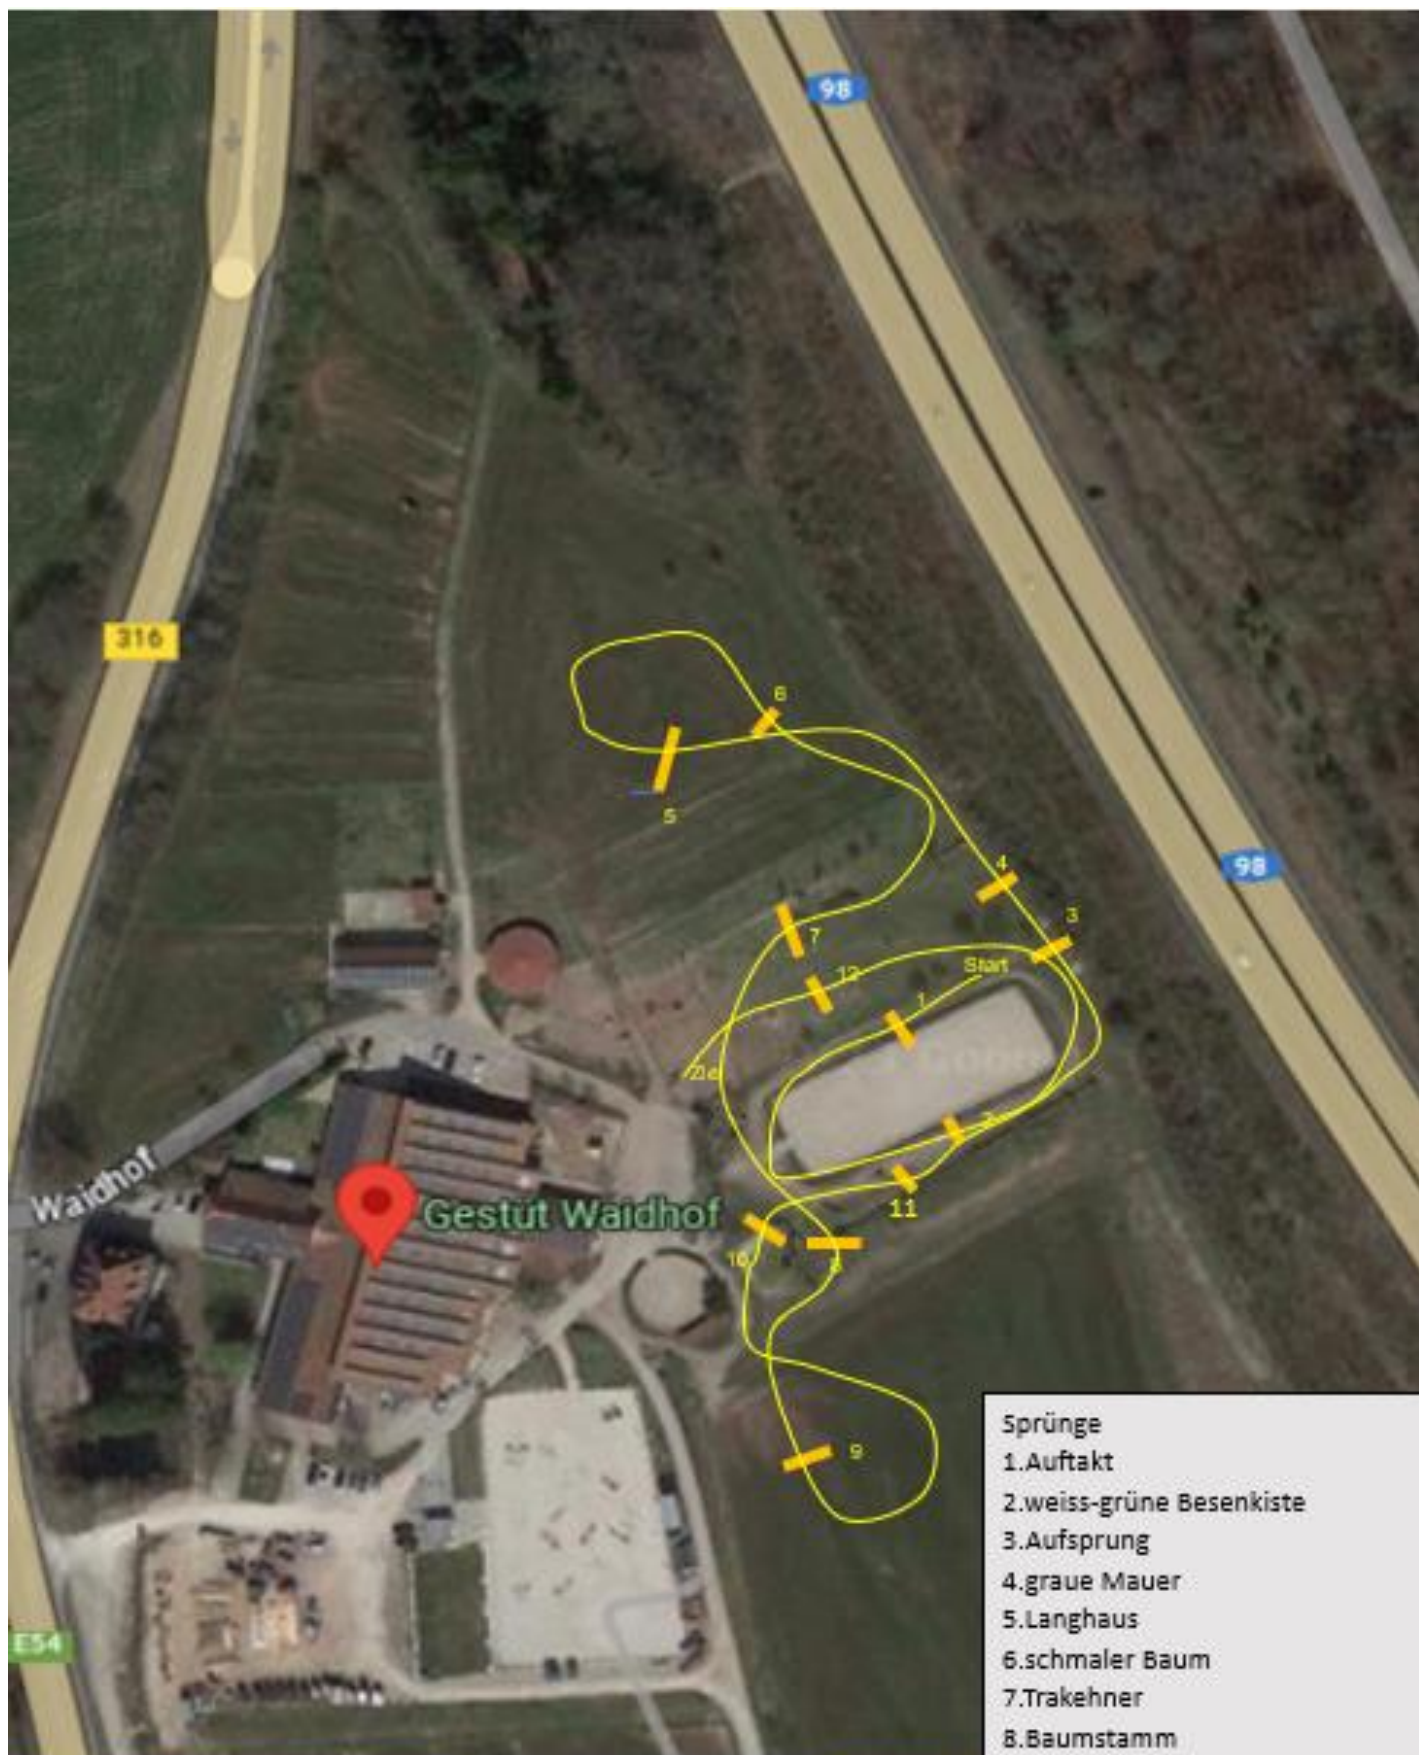 98
316
6
5
4
98
3
7
Start
12
1
Ziel
2
Waidhof
Gestüt Waidhof
11
10
8
9
Sprünge
1.Auftakt
2.weiss-grüne Besenkiste
3.Aufsprung
4.graue Mauer
5.Langhaus
6.schmaler Baum
7.Trakehner
8.Baumstamm
E54